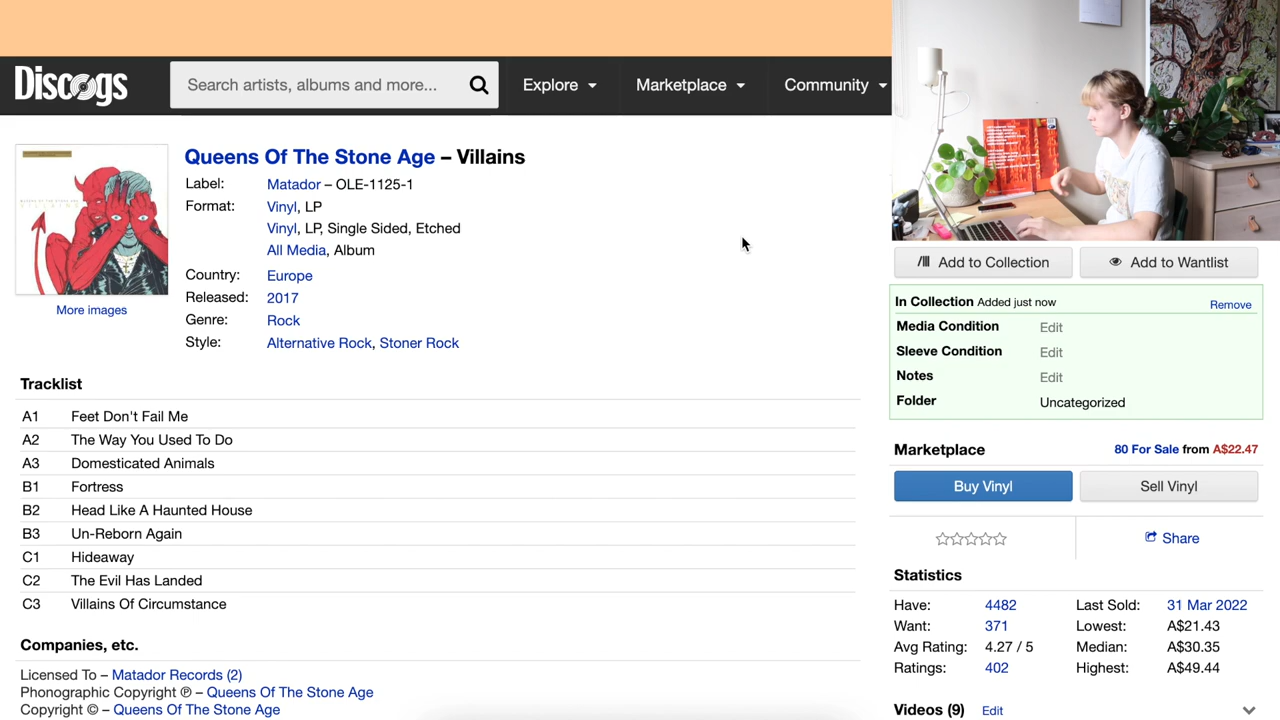 Discogs
Search artists, albums and more...
Explore
Marketplace
Community
Queens Of The Stone Age – Villains
Label: Matador – OLE-1125-1
Format: Vinyl, LP
Vinyl, LP, Single Sided, Etched
All Media, Album
Country: Europe
Released: 2017
Genre: Rock
Style: Alternative Rock, Stoner Rock
More images
Tracklist
A1 Feet Don't Fail Me
A2 The Way You Used To Do
A3 Domesticated Animals
B1 Fortress
B2 Head Like A Haunted House
B3 Un-Reborn Again
C1 Hideaway
C2 The Evil Has Landed
C3 Villains Of Circumstance
Companies, etc.
Licensed To – Matador Records (2)
Phonographic Copyright ℗ – Queens Of The Stone Age
Copyright © – Queens Of The Stone Age
Add to Collection
Add to Wantlist
In Collection Added just now
Remove
Media Condition Edit
Sleeve Condition Edit
Notes Edit
Folder Uncategorized
Marketplace 80 For Sale from A$22.47
Buy Vinyl
Sell Vinyl
Share
Statistics
Have: 4482
Want: 371
Avg Rating: 4.27 / 5
Ratings: 402
Last Sold: 31 Mar 2022
Lowest: A$21.43
Median: A$30.35
Highest: A$49.44
Videos (9) Edit